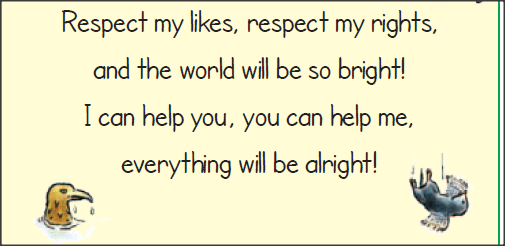 Respect my likes, respect my rights,
and the world will be so bright!
I can help you, you can help me,
everything will be alright!